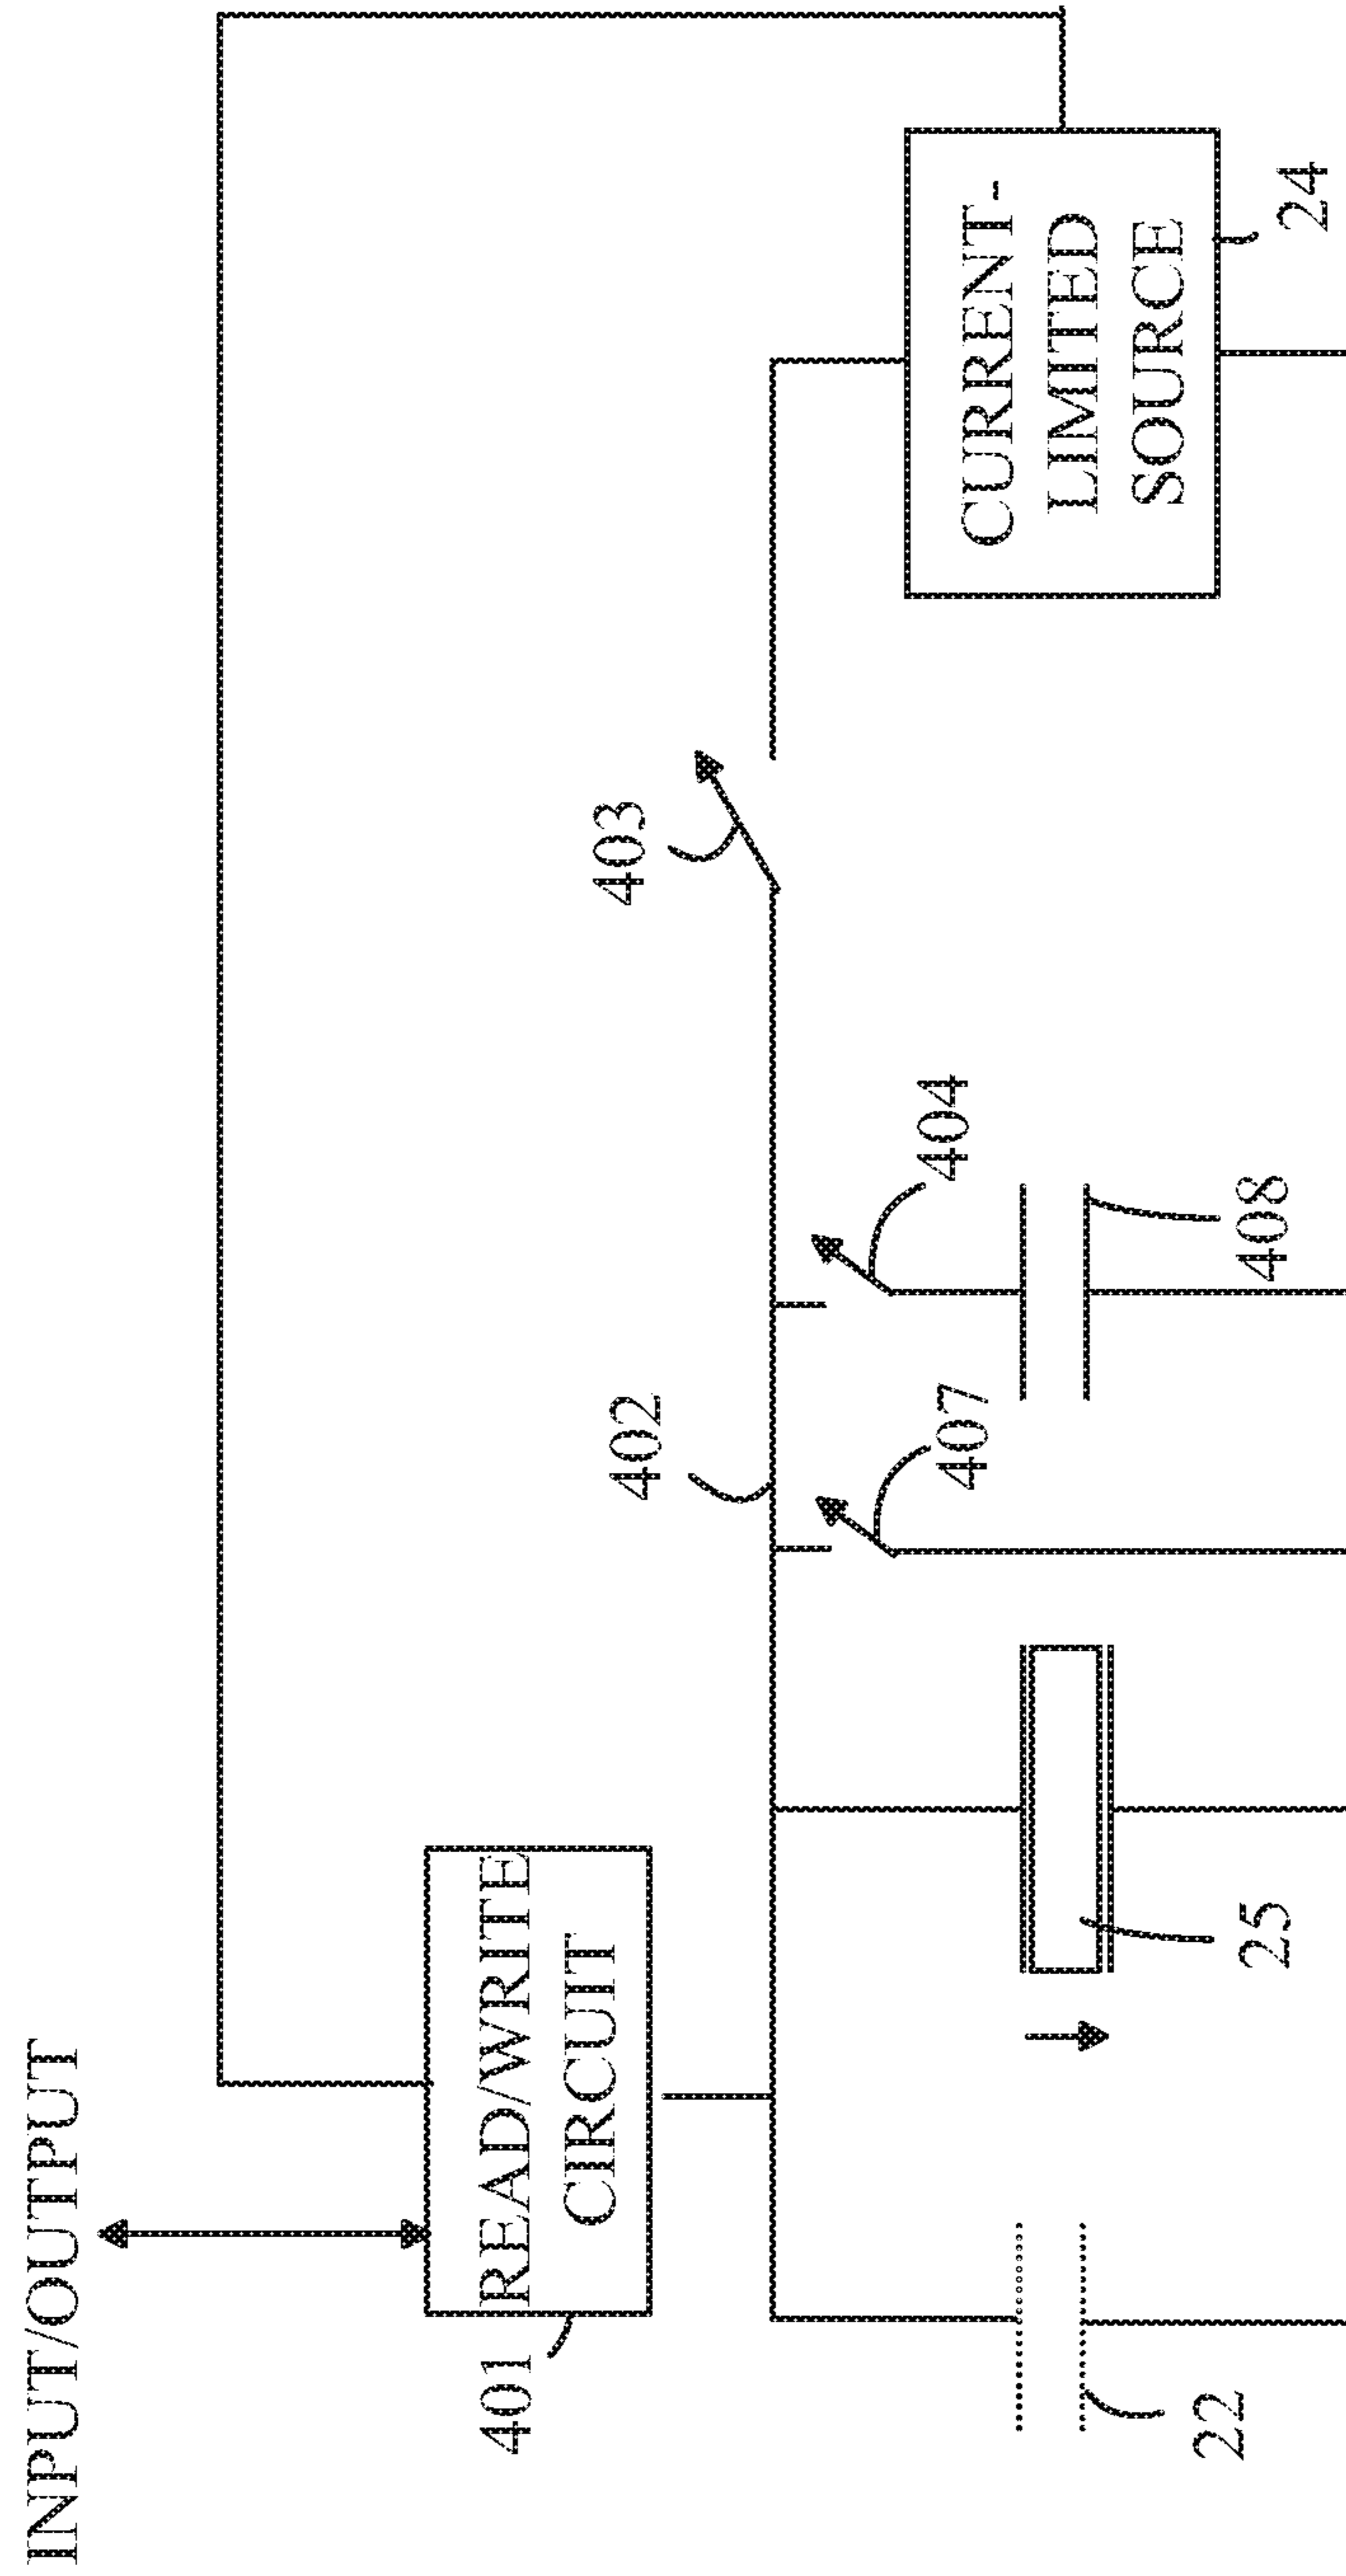 INPUT/OUTPUT
401
READ/WRITE
CIRCUIT
402
403
404
407
408
CURRENT-
LIMITED
SOURCE
24
25
22